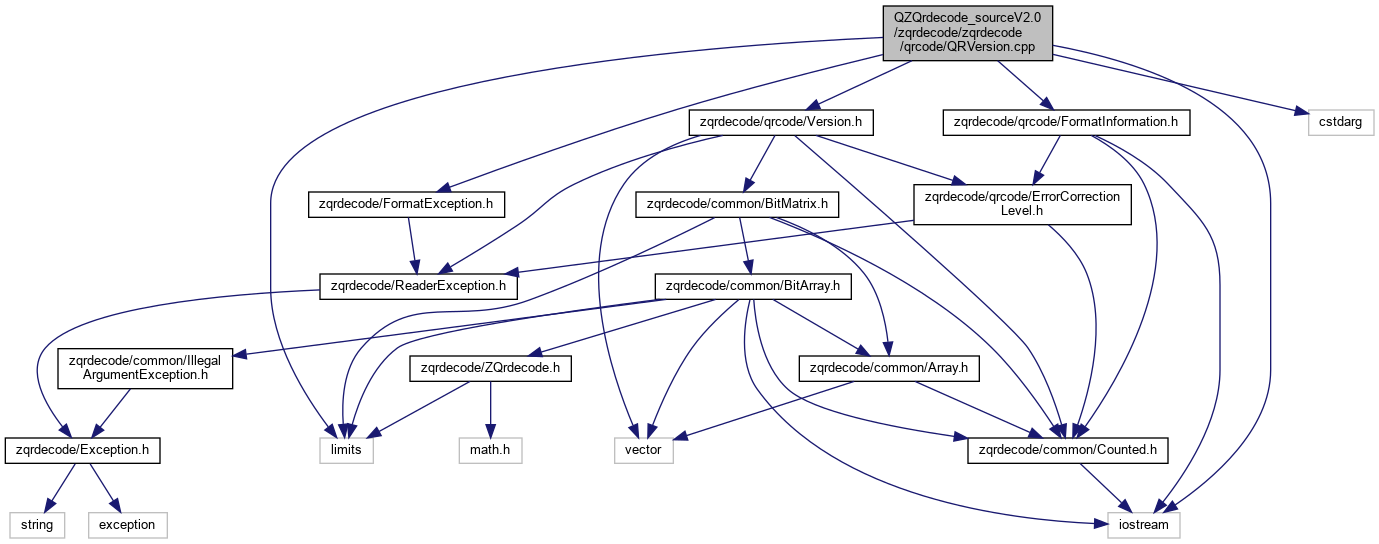 QZQrdecode_sourceV2.0
/zqrdecode/zqrdecode
/qrcode/QRVersion.cpp
zqrdecode/qrcode/Version.h
zqrdecode/qrcode/FormatInformation.h
cstdarg
zqrdecode/FormatException.h
zqrdecode/common/BitMatrix.h
zqrdecode/qrcode/ErrorCorrection
Level.h
zqrdecode/ReaderException.h
zqrdecode/common/BitArray.h
zqrdecode/common/Illegal
ArgumentException.h
zqrdecode/ZQrdecode.h
zqrdecode/common/Array.h
zqrdecode/Exception.h
limits
math.h
vector
zqrdecode/common/Counted.h
string
exception
iostream